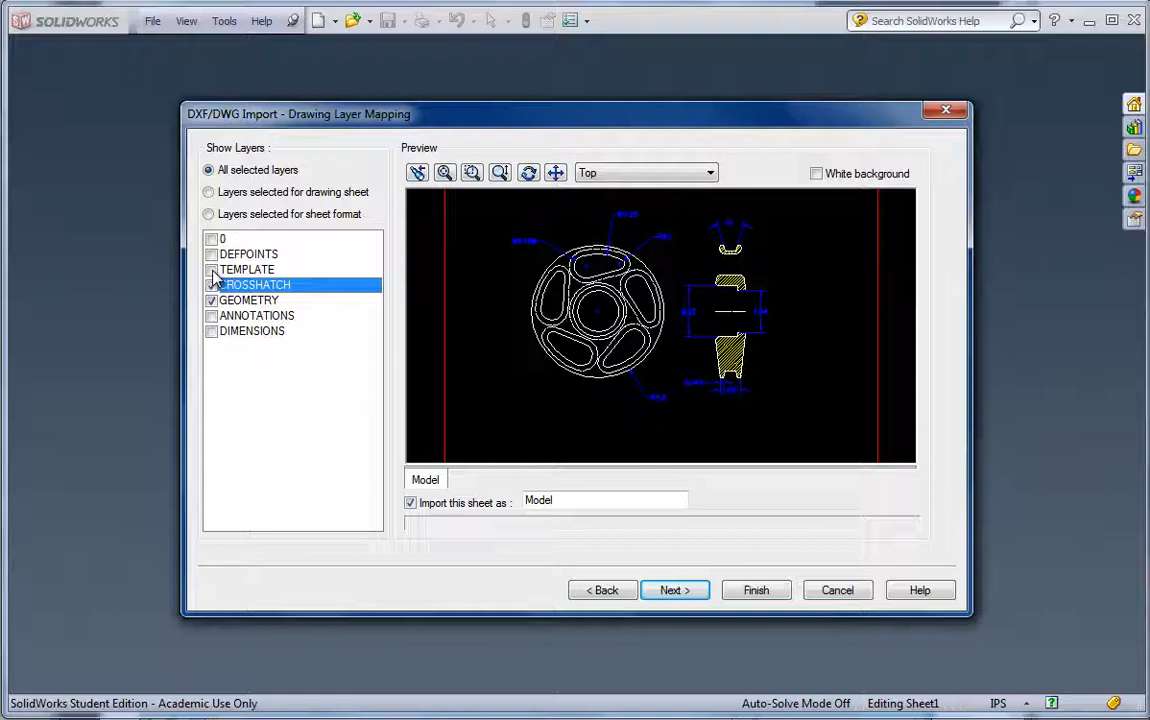 SW SOLIDWORKS File View Tools Help Search SolidWorks Help
DXF/DWG Import - Drawing Layer Mapping
Show Layers : Preview
All selected layers Top White background
Layers selected for drawing sheet
Layers selected for sheet format
0
DEFPOINTS
TEMPLATE
CROSSHATCH
GEOMETRY
ANNOTATIONS
DIMENSIONS
Model
Import this sheet as : Model
< Back Next > Finish Cancel Help
SolidWorks Student Edition - Academic Use Only Auto-Solve Mode Off Editing Sheet1 IPS